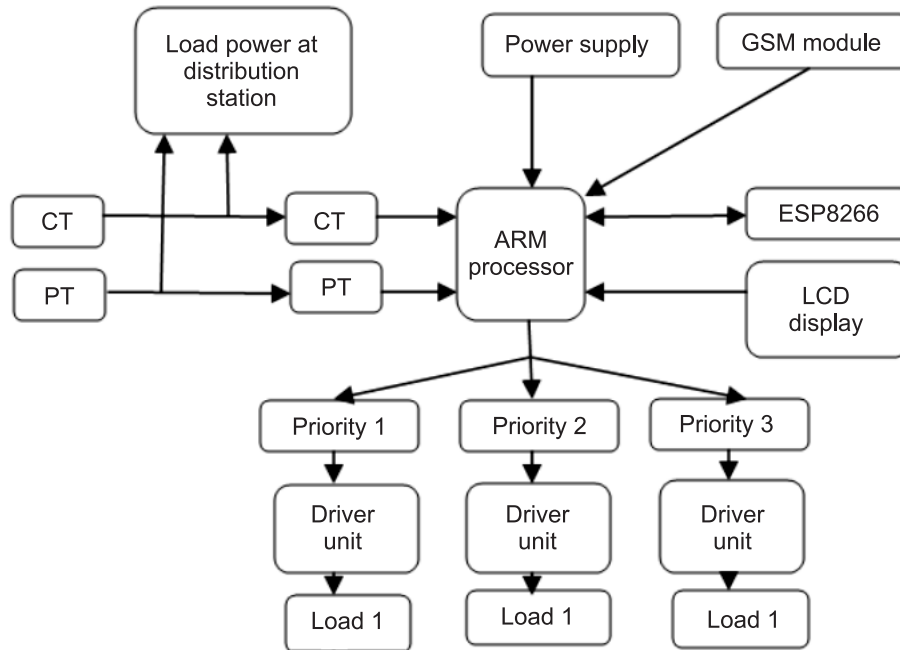 Load power at
distribution
station
Power supply
GSM module
CT
CT
ARM
processor
ESP8266
PT
PT
LCD
display
Priority 1
Priority 2
Priority 3
Driver
unit
Driver
unit
Driver
unit
Load 1
Load 1
Load 1